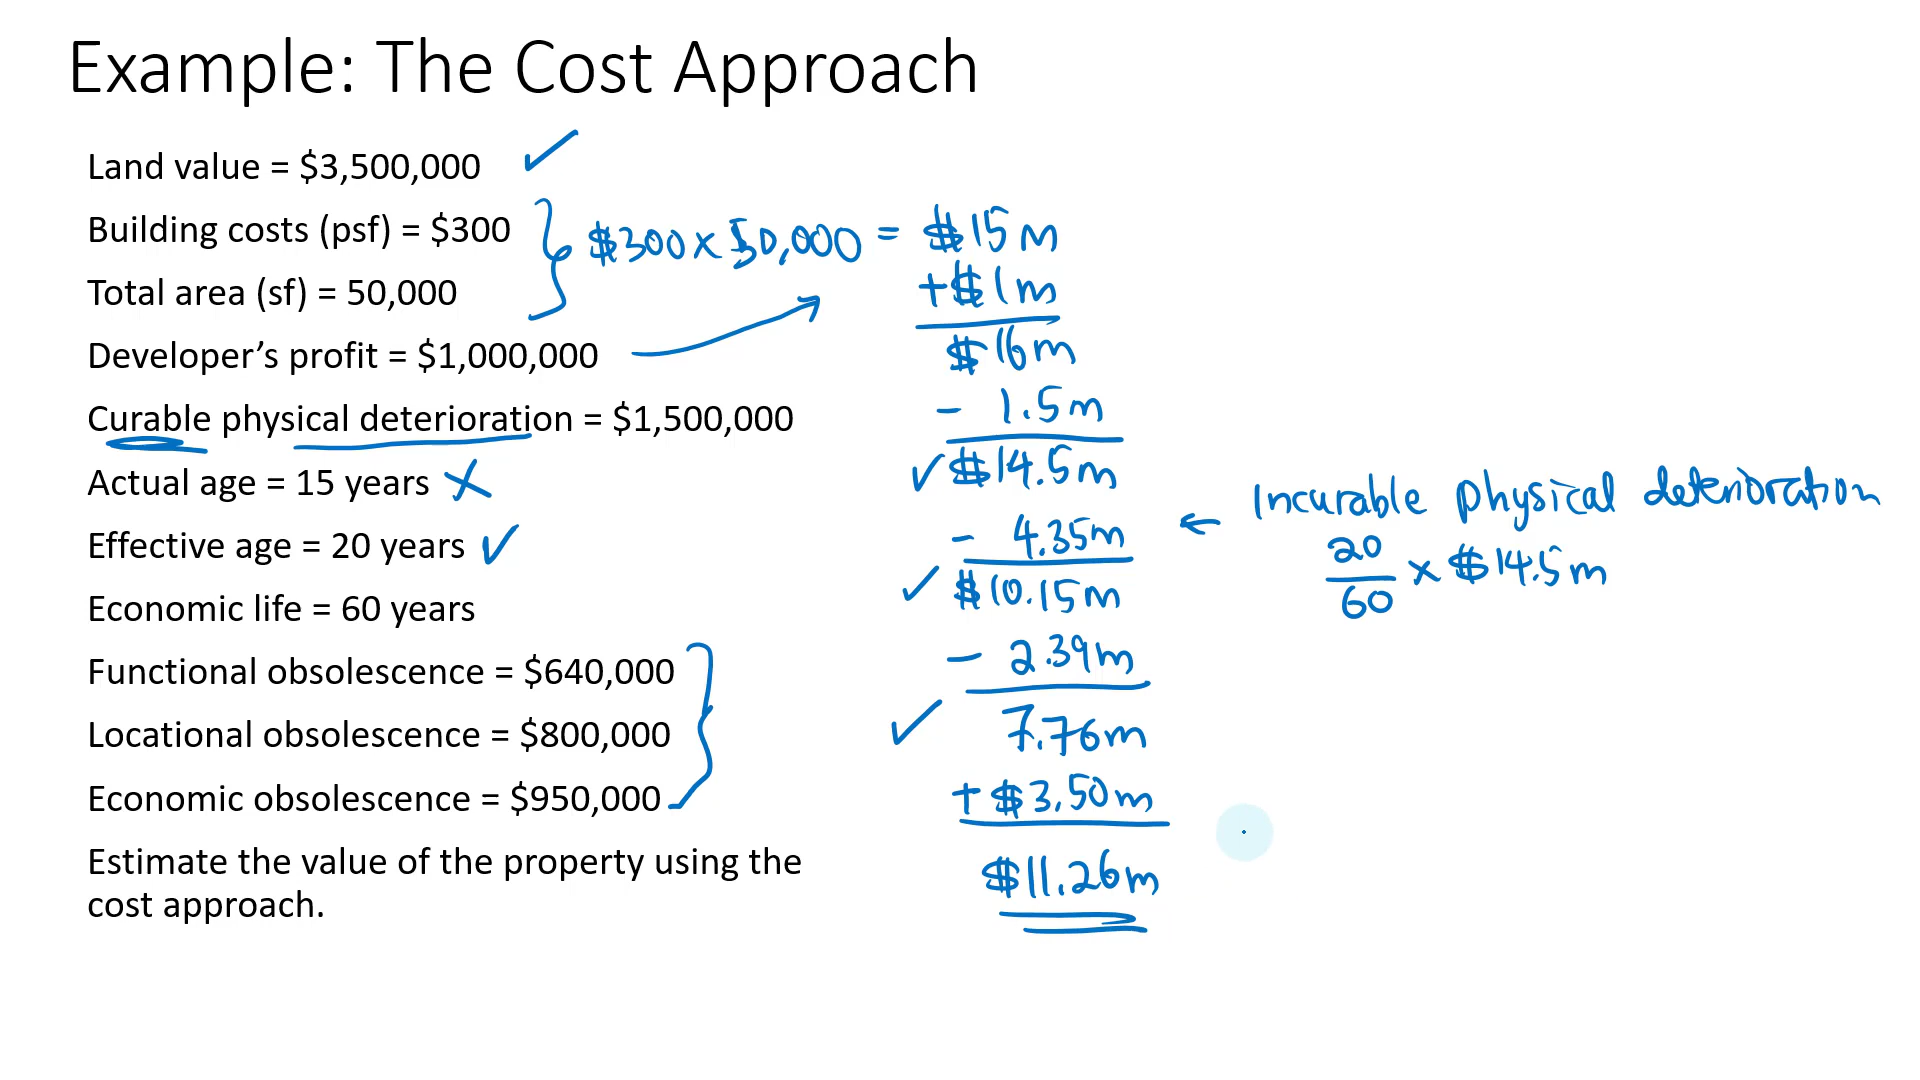 Example: The Cost Approach
Land value = $3,500,000
Building costs (psf) = $300
Total area (sf) = 50,000
Developer’s profit = $1,000,000
Curable physical deterioration = $1,500,000
Actual age = 15 years
Effective age = 20 years
Economic life = 60 years
Functional obsolescence = $640,000
Locational obsolescence = $800,000
Economic obsolescence = $950,000
Estimate the value of the property using the
cost approach.
$300 x 50,000 = $15m
+ $1m
$16m
- 1.5m
$14.5m
- 4.35m
$10.15m
- 2.39m
7.76m
+ $3.50m
$11.26m
← Incurable physical deterioration
20/60 x $14.5m